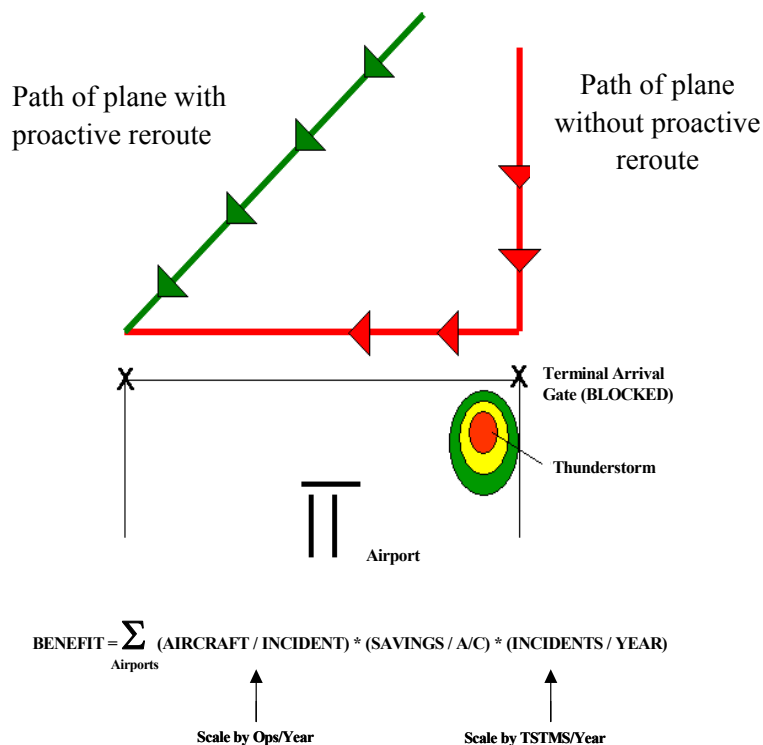 Path of plane with
proactive reroute
Path of plane
without proactive
reroute
X
X
Terminal Arrival
Gate (BLOCKED)
Thunderstorm
Airport
BENEFIT = Σ (AIRCRAFT / INCIDENT) * (SAVINGS / A/C) * (INCIDENTS / YEAR)
Airports
Scale by Ops/Year
Scale by TSTMS/Year